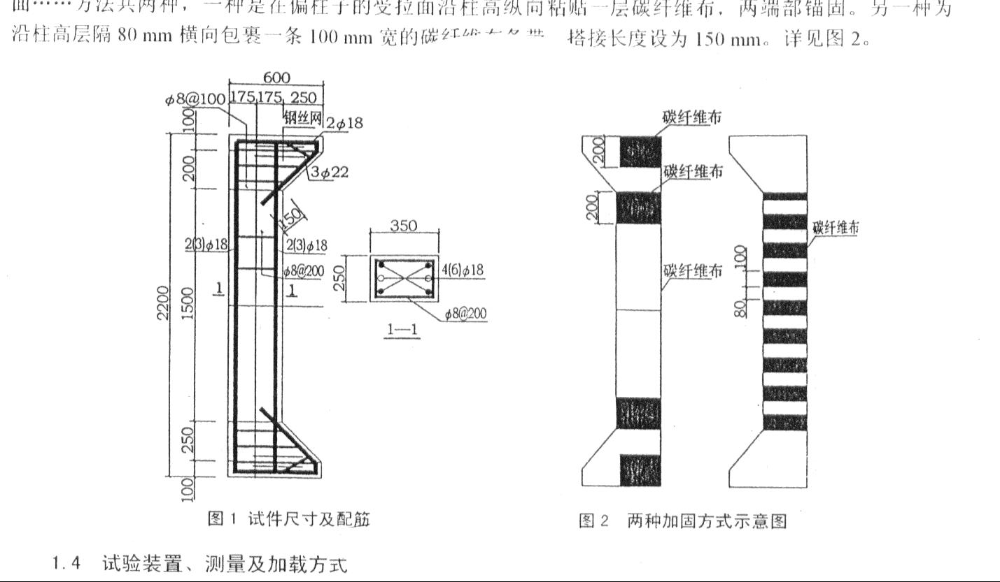 面……方法共两种，一种是在偏柱子的受拉面沿柱高纵向粘贴一层碳纤维布，两端部锚固。另一种为
沿柱高层隔 80 mm 横向包裹一条 100 mm 宽的碳纤维布条带 搭接长度设为 150 mm。详见图 2。
600
ϕ8@100 175 175 250
100
钢丝网
2ϕ18
200
3ϕ22
150
2(3)ϕ18
2(3)ϕ18
ϕ8@200
1
1
2200
1500
250
100
350
250
4(6)ϕ18
ϕ8@200
1—1
碳纤维布
200
碳纤维布
200
碳纤维布
碳纤维布
100
80
图 1 试件尺寸及配筋
图 2 两种加固方式示意图
1.4 试验装置、测量及加载方式